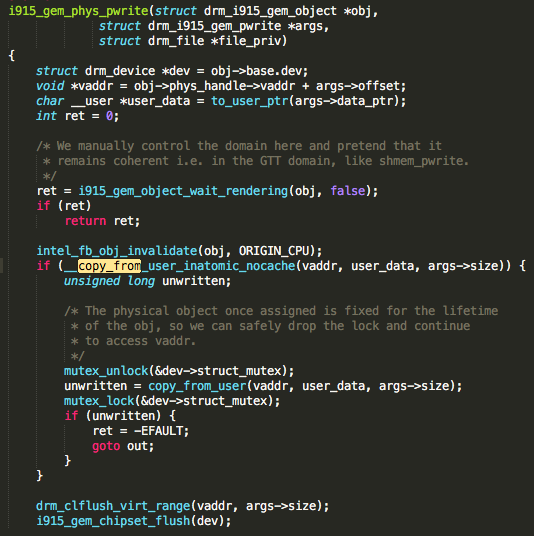 i915_gem_phys_pwrite(struct drm_i915_gem_object *obj,
struct drm_i915_gem_pwrite *args,
struct drm_file *file_priv)
{
struct drm_device *dev = obj->base.dev;
void *vaddr = obj->phys_handle->vaddr + args->offset;
char __user *user_data = to_user_ptr(args->data_ptr);
int ret = 0;
/* We manually control the domain here and pretend that it
* remains coherent i.e. in the GTT domain, like shmem_pwrite.
*/
ret = i915_gem_object_wait_rendering(obj, false);
if (ret)
return ret;
intel_fb_obj_invalidate(obj, ORIGIN_CPU);
if (__copy_from_user_inatomic_nocache(vaddr, user_data, args->size)) {
unsigned long unwritten;
/* The physical object once assigned is fixed for the lifetime
* of the obj, so we can safely drop the lock and continue
* to access vaddr.
*/
mutex_unlock(&dev->struct_mutex);
unwritten = copy_from_user(vaddr, user_data, args->size);
mutex_lock(&dev->struct_mutex);
if (unwritten) {
ret = -EFAULT;
goto out;
}
}
drm_clflush_virt_range(vaddr, args->size);
i915_gem_chipset_flush(dev);